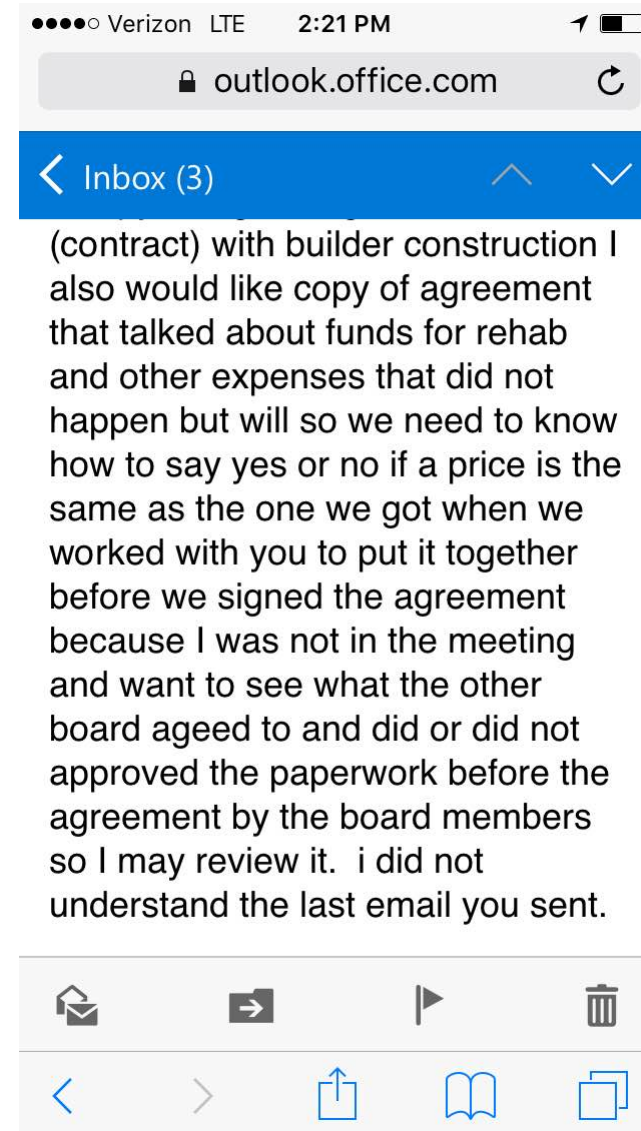 Verizon LTE 2:21 PM
outlook.office.com
Inbox (3)
(contract) with builder construction I
also would like copy of agreement
that talked about funds for rehab
and other expenses that did not
happen but will so we need to know
how to say yes or no if a price is the
same as the one we got when we
worked with you to put it together
before we signed the agreement
because I was not in the meeting
and want to see what the other
board ageed to and did or did not
approved the paperwork before the
agreement by the board members
so I may review it.  i did not
understand the last email you sent.